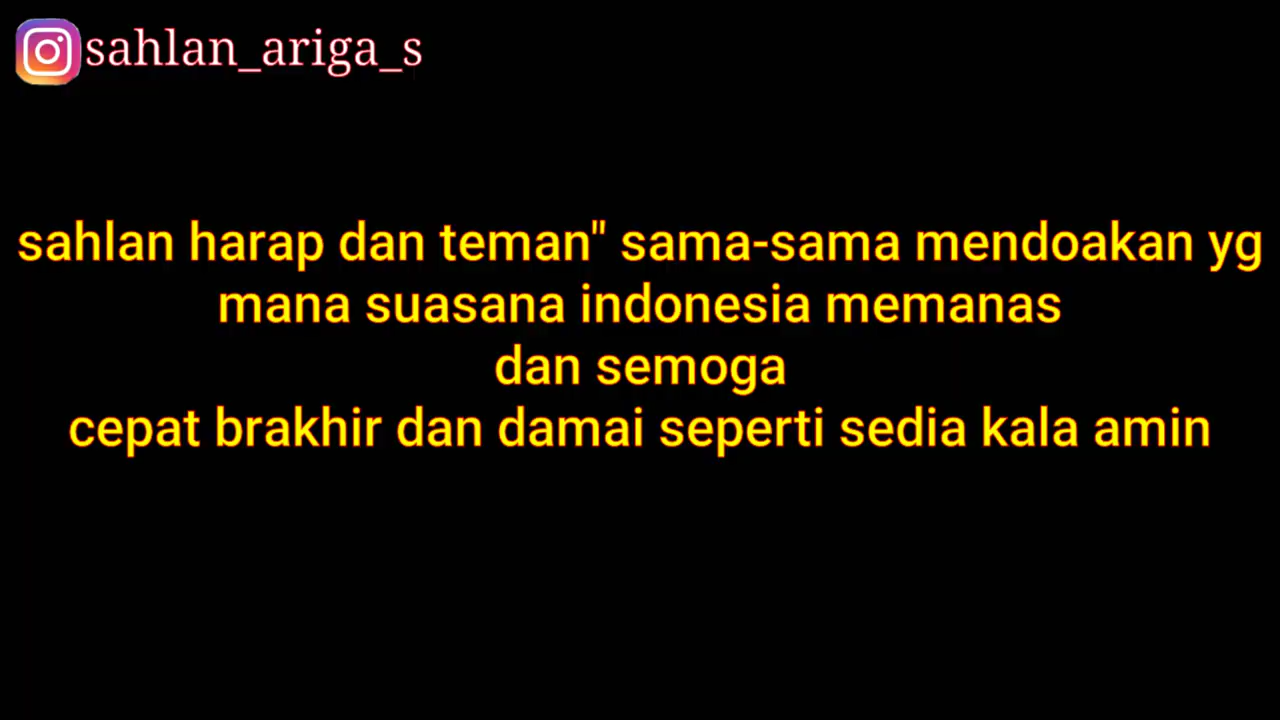 sahlan_ariga_s
sahlan harap dan teman" sama-sama mendoakan yg
mana suasana indonesia memanas
dan semoga
cepat brakhir dan damai seperti sedia kala amin